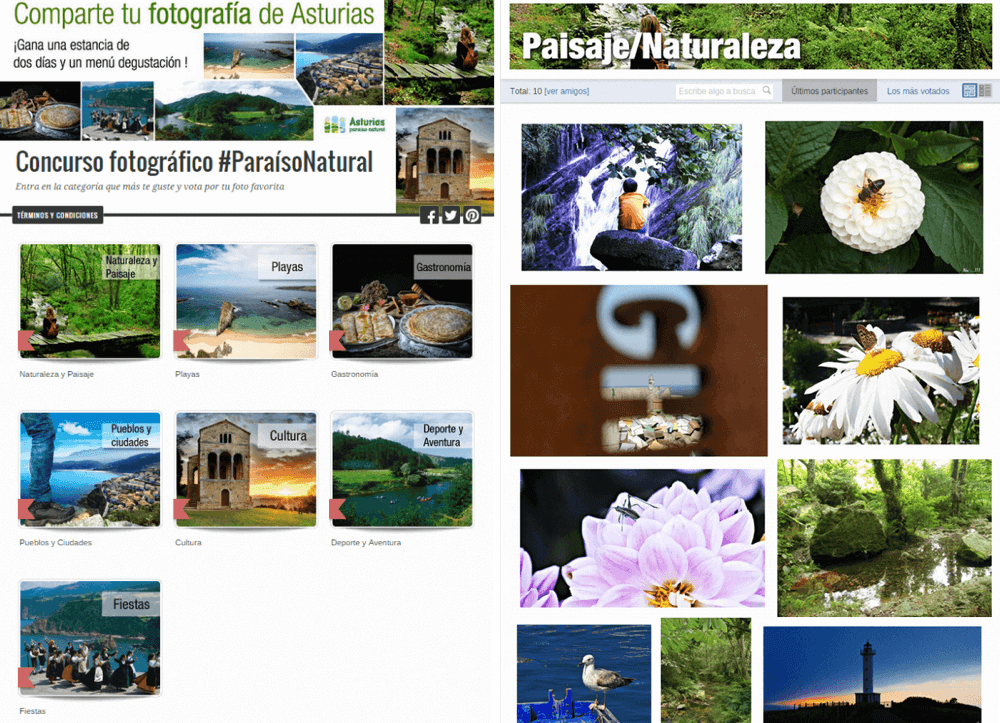 Comparte tu fotografía de Asturias
¡Gana una estancia de
dos días y un menú degustación !
Asturias
paraíso natural
Concurso fotográfico #ParaísoNatural
Entra en la categoría que más te guste y vota por tu foto favorita
TÉRMINOS Y CONDICIONES
Naturaleza y
Paisaje
Playas
Gastronomía
Naturaleza y Paisaje
Playas
Gastronomía
Pueblos y
ciudades
Cultura
Deporte y
Aventura
Pueblos y Ciudades
Cultura
Deporte y Aventura
Fiestas
Fiestas
Paisaje/Naturaleza
Total: 10 [ver amigos]
Escribe algo a busca
Últimos participantes
Los más votados